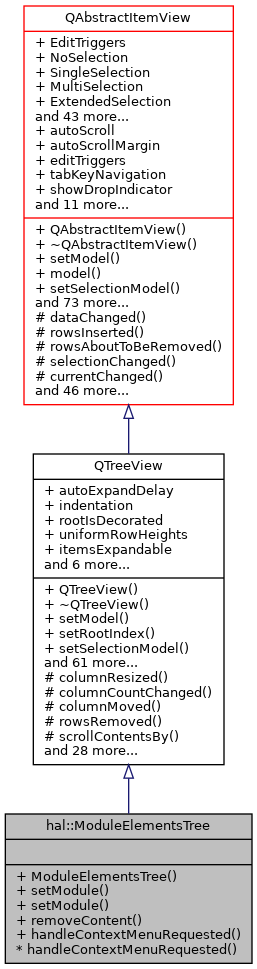 QAbstractItemView
+ EditTriggers
+ NoSelection
+ SingleSelection
+ MultiSelection
+ ExtendedSelection
and 43 more...
+ autoScroll
+ autoScrollMargin
+ editTriggers
+ tabKeyNavigation
+ showDropIndicator
and 11 more...
+ QAbstractItemView()
+ ~QAbstractItemView()
+ setModel()
+ model()
+ setSelectionModel()
and 73 more...
# dataChanged()
# rowsInserted()
# rowsAboutToBeRemoved()
# selectionChanged()
# currentChanged()
and 46 more...
QTreeView
+ autoExpandDelay
+ indentation
+ rootIsDecorated
+ uniformRowHeights
+ itemsExpandable
and 6 more...
+ QTreeView()
+ ~QTreeView()
+ setModel()
+ setRootIndex()
+ setSelectionModel()
and 61 more...
# columnResized()
# columnCountChanged()
# columnMoved()
# rowsRemoved()
# scrollContentsBy()
and 28 more...
hal::ModuleElementsTree
+ ModuleElementsTree()
+ setModule()
+ setModule()
+ removeContent()
+ handleContextMenuRequested()
* handleContextMenuRequested()